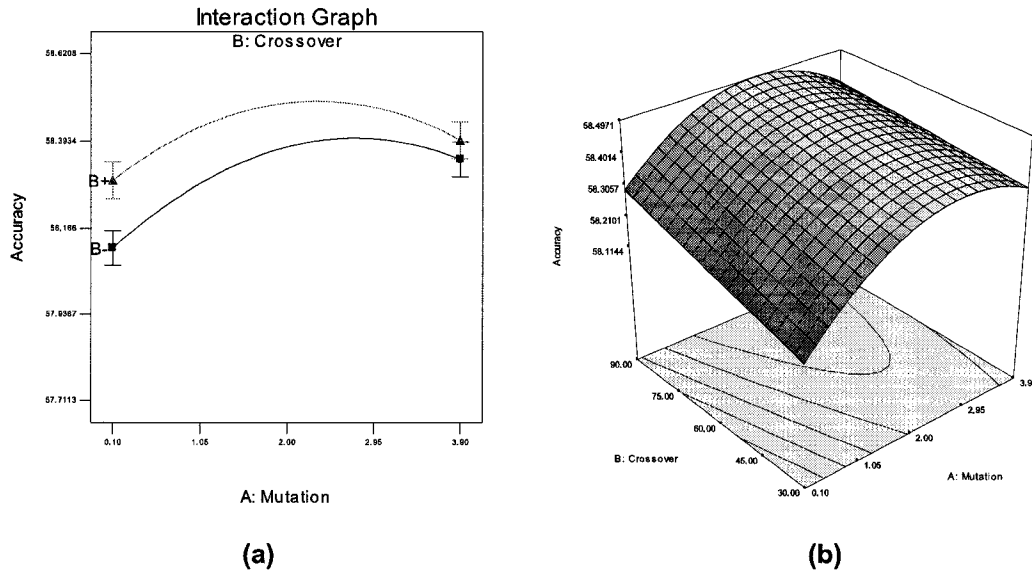 Interaction Graph
B: Crossover
58.6208
58.3934
58.166
57.9387
57.7113
Accuracy
B+
B-
0.10
1.05
2.00
2.95
3.90
A: Mutation
(a)
58.4971
58.4014
58.3057
58.2101
58.1144
Accuracy
90.00
75.00
60.00
45.00
30.00
B: Crossover
0.10
1.05
2.00
2.95
3.9
A: Mutation
(b)